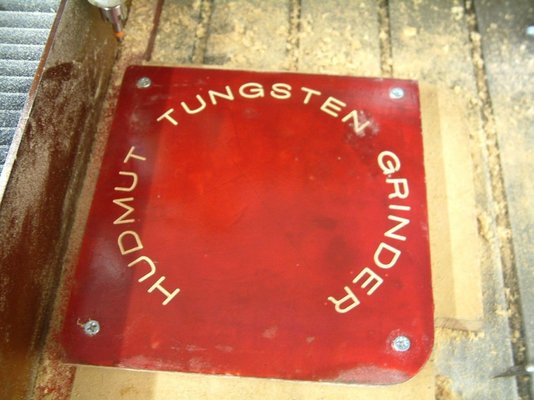 HUDMUT TUNGSTEN GRINDER